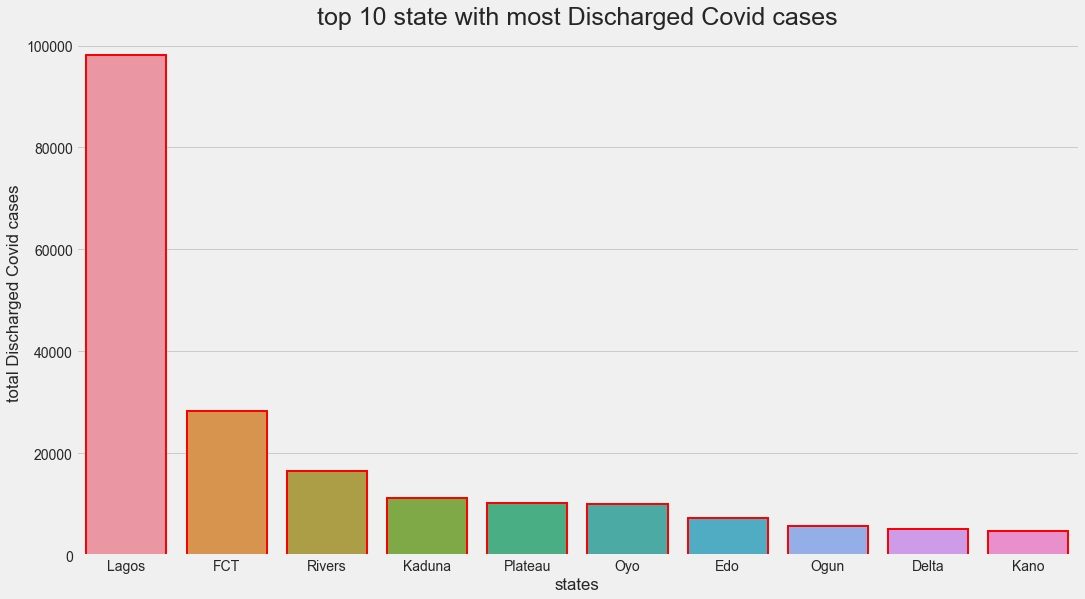 top 10 state with most Discharged Covid cases
total Discharged Covid cases
100000
80000
60000
40000
20000
0
Lagos FCT Rivers Kaduna Plateau Oyo Edo Ogun Delta Kano
states